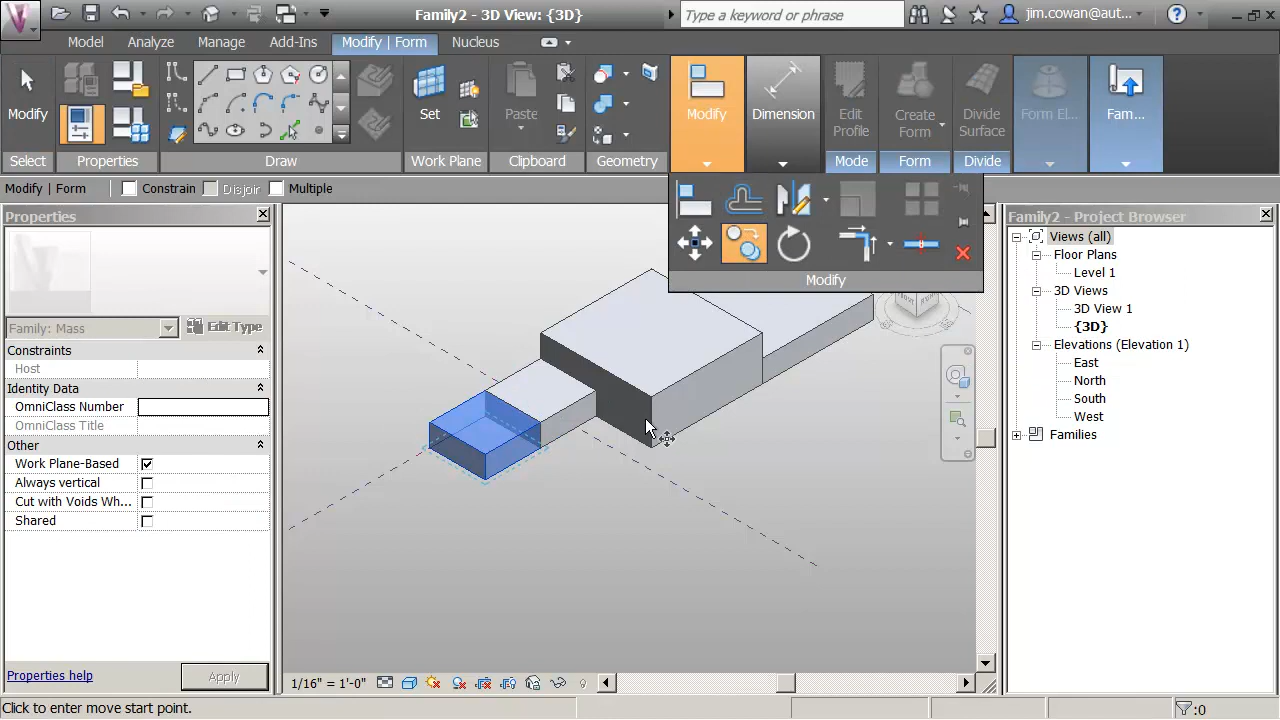 Family2 - 3D View: {3D}
Type a keyword or phrase
jim.cowan@aut...
Model
Analyze
Manage
Add-Ins
Modify | Form
Nucleus
Modify
Paste
Set
Modify
Dimension
Edit
Profile
Create
Form
Divide
Surface
Form El...
Fam...
Select
Properties
Draw
Work Plane
Clipboard
Geometry
Mode
Form
Divide
Modify | Form
Constrain
Disjoin
Multiple
Modify
Properties
Family: Mass
Edit Type
Constraints
Host
Identity Data
OmniClass Number
OmniClass Title
Other
Work Plane-Based
Always vertical
Cut with Voids Wh...
Shared
Properties help
Apply
1/16" = 1'-0"
Family2 - Project Browser
Views (all)
Floor Plans
Level 1
3D Views
3D View 1
{3D}
Elevations (Elevation 1)
East
North
South
West
Families
Click to enter move start point.
:0